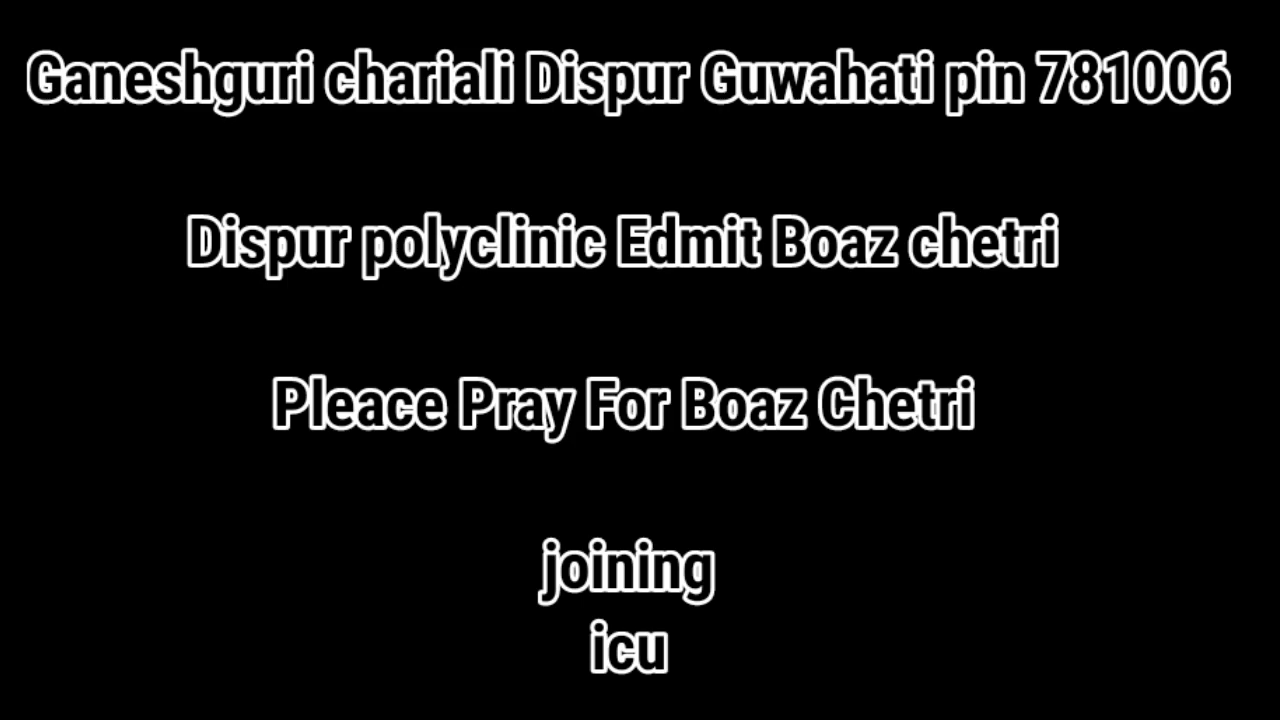 Ganeshguri chariali Dispur Guwahati pin 781006
Dispur polyclinic Edmit Boaz chetri
Pleace Pray For Boaz Chetri
joining
icu